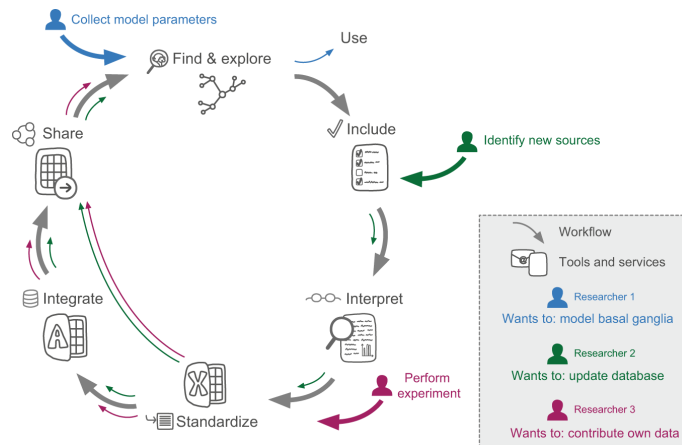 Collect model parameters
Find & explore
Use
Include
Identify new sources
Share
Integrate
Interpret
Standardize
Perform
experiment
A
X
Workflow
@
Tools and services
Researcher 1
Wants to: model basal ganglia
Researcher 2
Wants to: update database
Researcher 3
Wants to: contribute own data